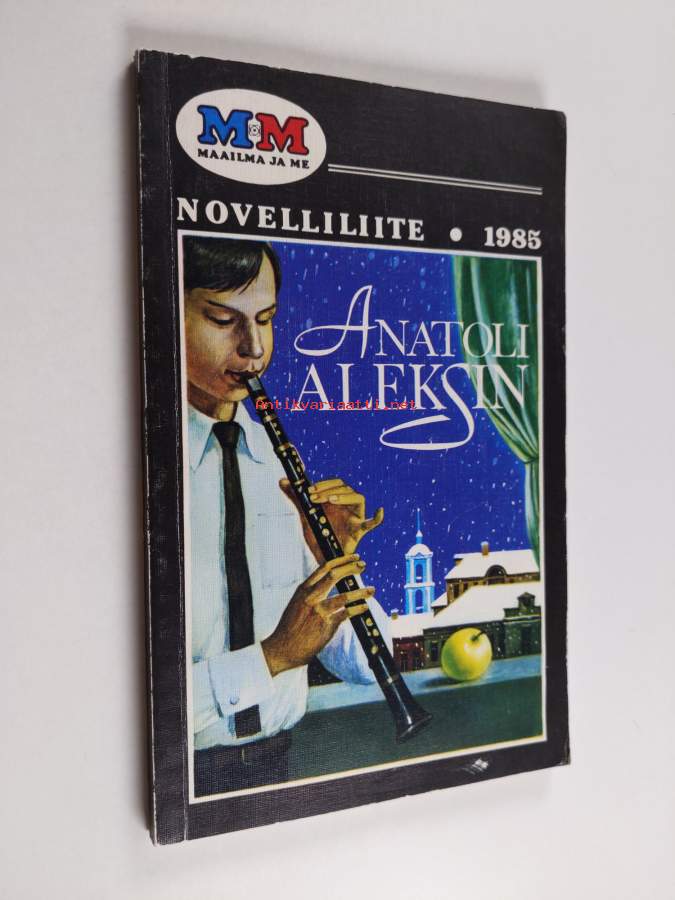 M M
MAAILMA JA ME
NOVELLILIITE • 1985
ANATOLI
ALEKSIN
Antikvariaatti.net